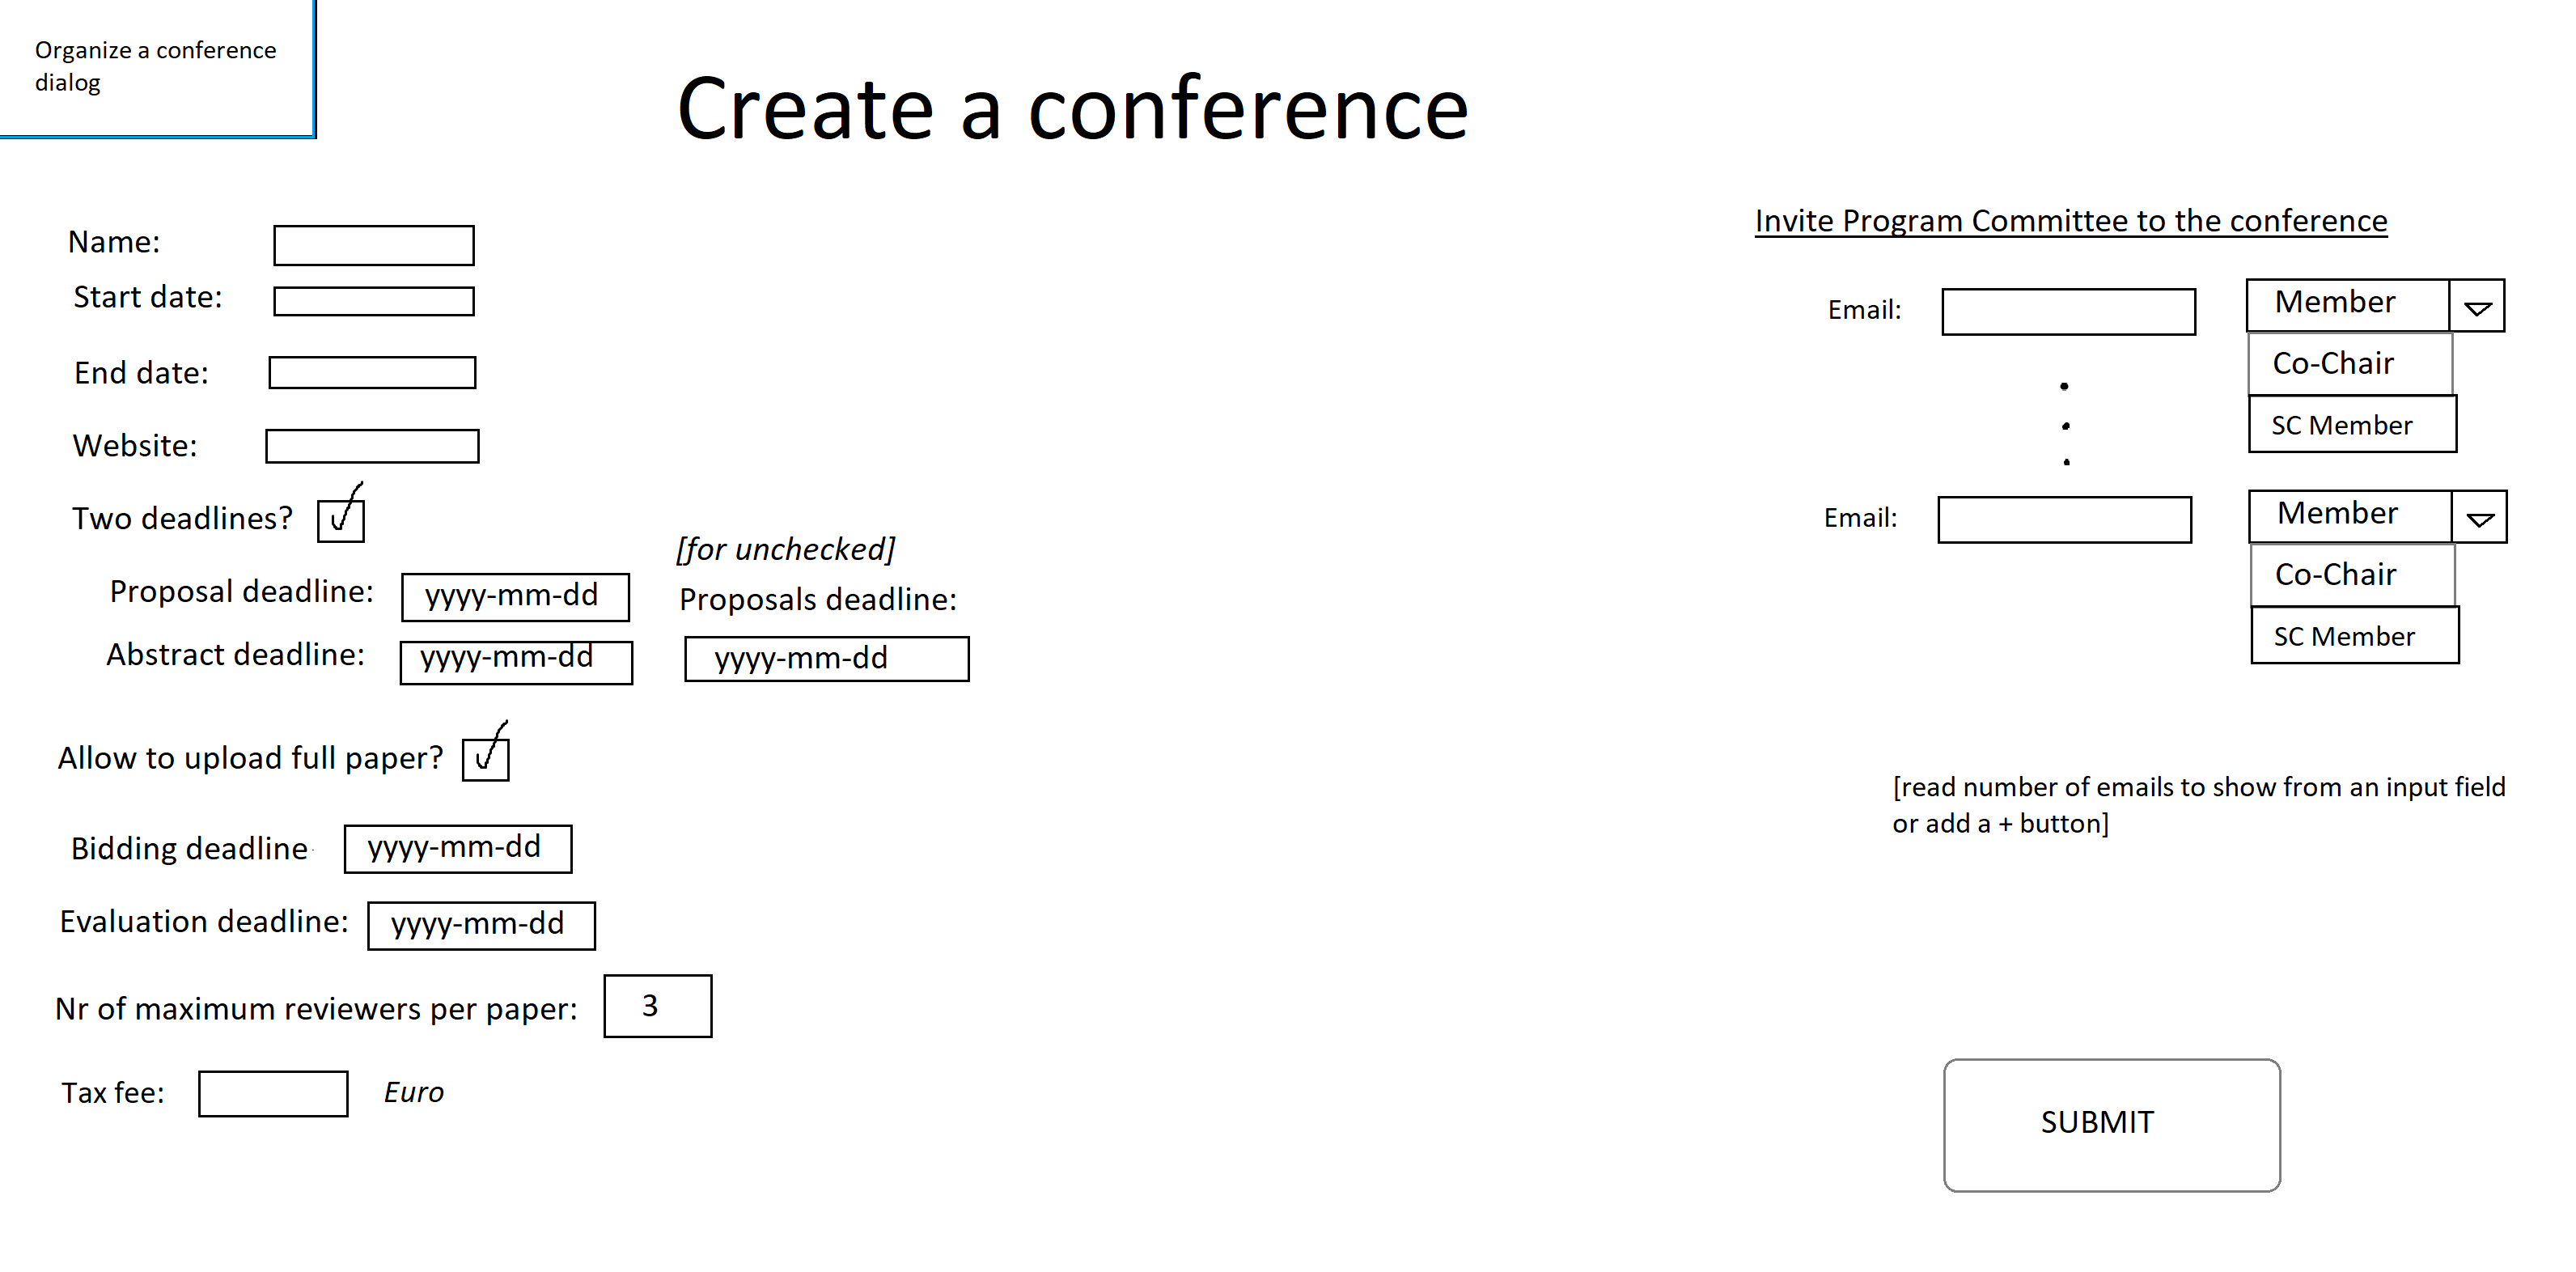 Organize a conference
dialog
Create a conference
Name:
Start date:
End date:
Website:
Two deadlines?
[for unchecked]
Proposal deadline: yyyy-mm-dd
Proposals deadline:
Abstract deadline: yyyy-mm-dd
yyyy-mm-dd
Allow to upload full paper?
Bidding deadline yyyy-mm-dd
Evaluation deadline: yyyy-mm-dd
Nr of maximum reviewers per paper: 3
Tax fee: Euro
Invite Program Committee to the conference
Email: Member
Co-Chair
SC Member
Email: Member
Co-Chair
SC Member
[read number of emails to show from an input field
or add a + button]
SUBMIT